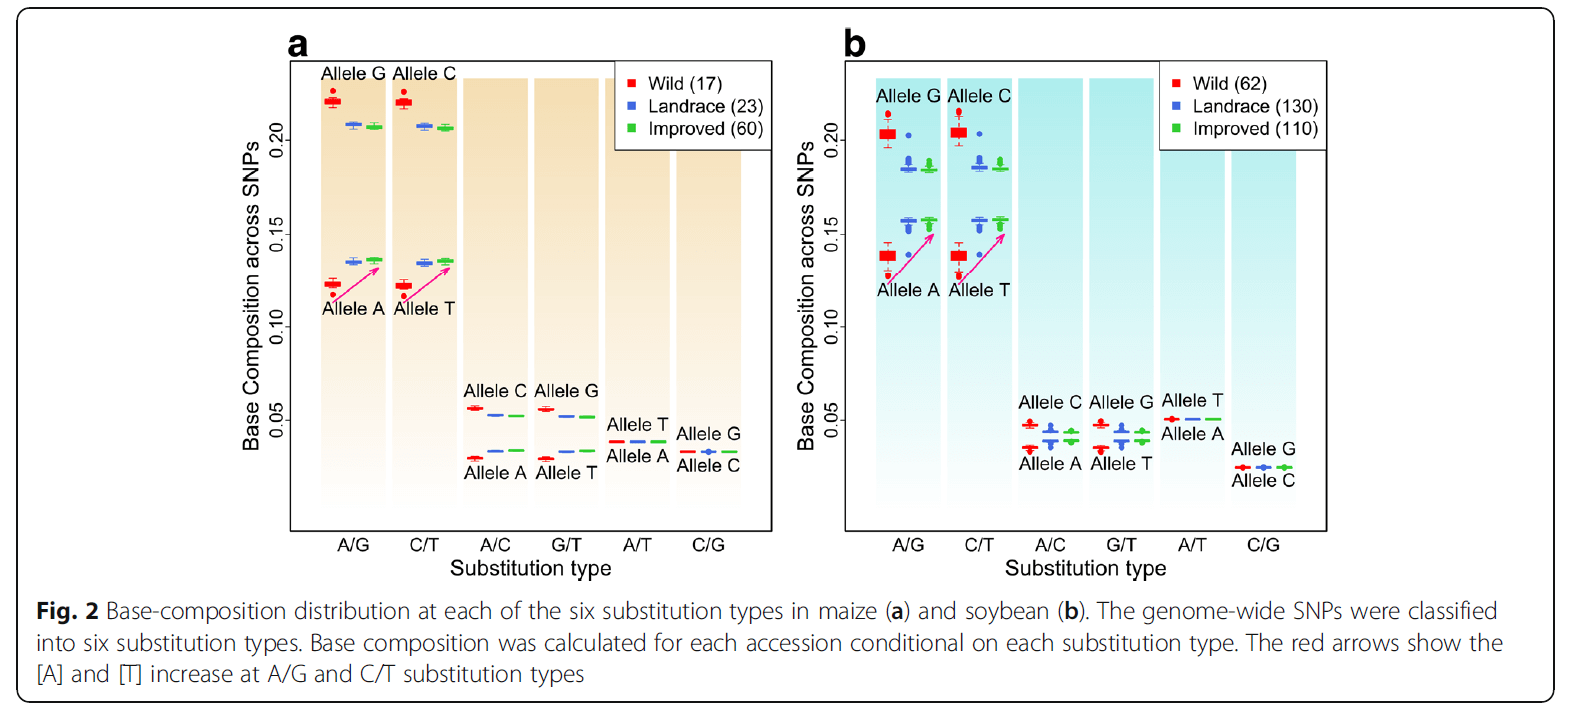 a
Allele G Allele C
Wild (17)
Landrace (23)
Improved (60)
Base Composition across SNPs
0.20
0.15
0.10
0.05
Allele A Allele T
Allele C Allele G
Allele A Allele T
Allele T
Allele A
Allele G
Allele C
A/G C/T A/C G/T A/T C/G
Substitution type
b
Allele G Allele C
Wild (62)
Landrace (130)
Improved (110)
Base Composition across SNPs
0.20
0.15
0.10
0.05
Allele A Allele T
Allele C Allele G
Allele A Allele T
Allele T
Allele A
Allele G
Allele C
A/G C/T A/C G/T A/T C/G
Substitution type
Fig. 2 Base-composition distribution at each of the six substitution types in maize (a) and soybean (b). The genome-wide SNPs were classified
into six substitution types. Base composition was calculated for each accession conditional on each substitution type. The red arrows show the
[A] and [T] increase at A/G and C/T substitution types